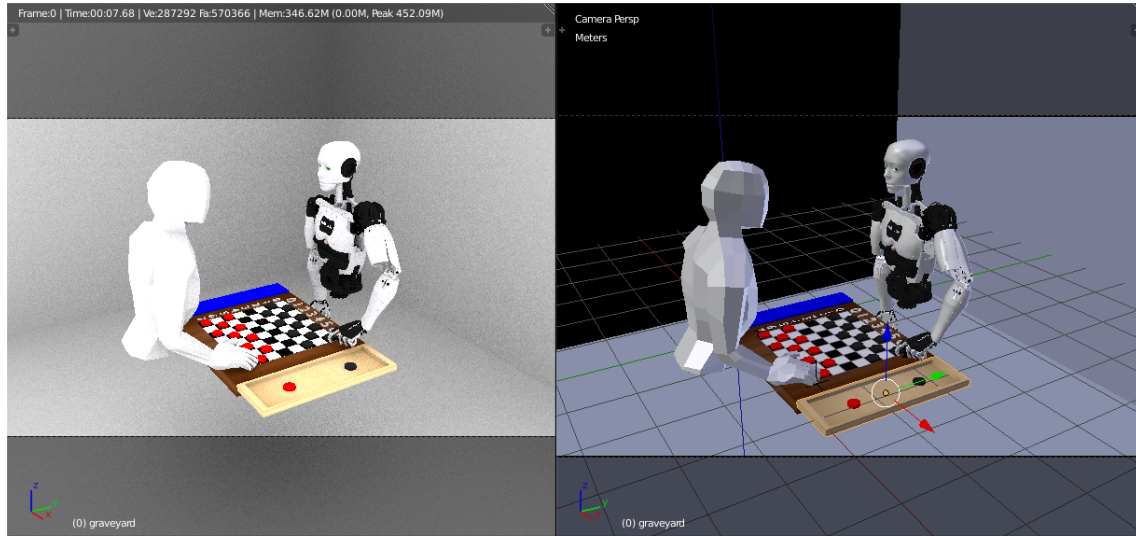 Frame:0 | Time:00:07.68 | Ve:287292 Fa:570366 | Mem:346.62M (0.00M, Peak 452.09M)
Camera Persp
Meters
z
y
x
(0) graveyard
z
y
x
(0) graveyard